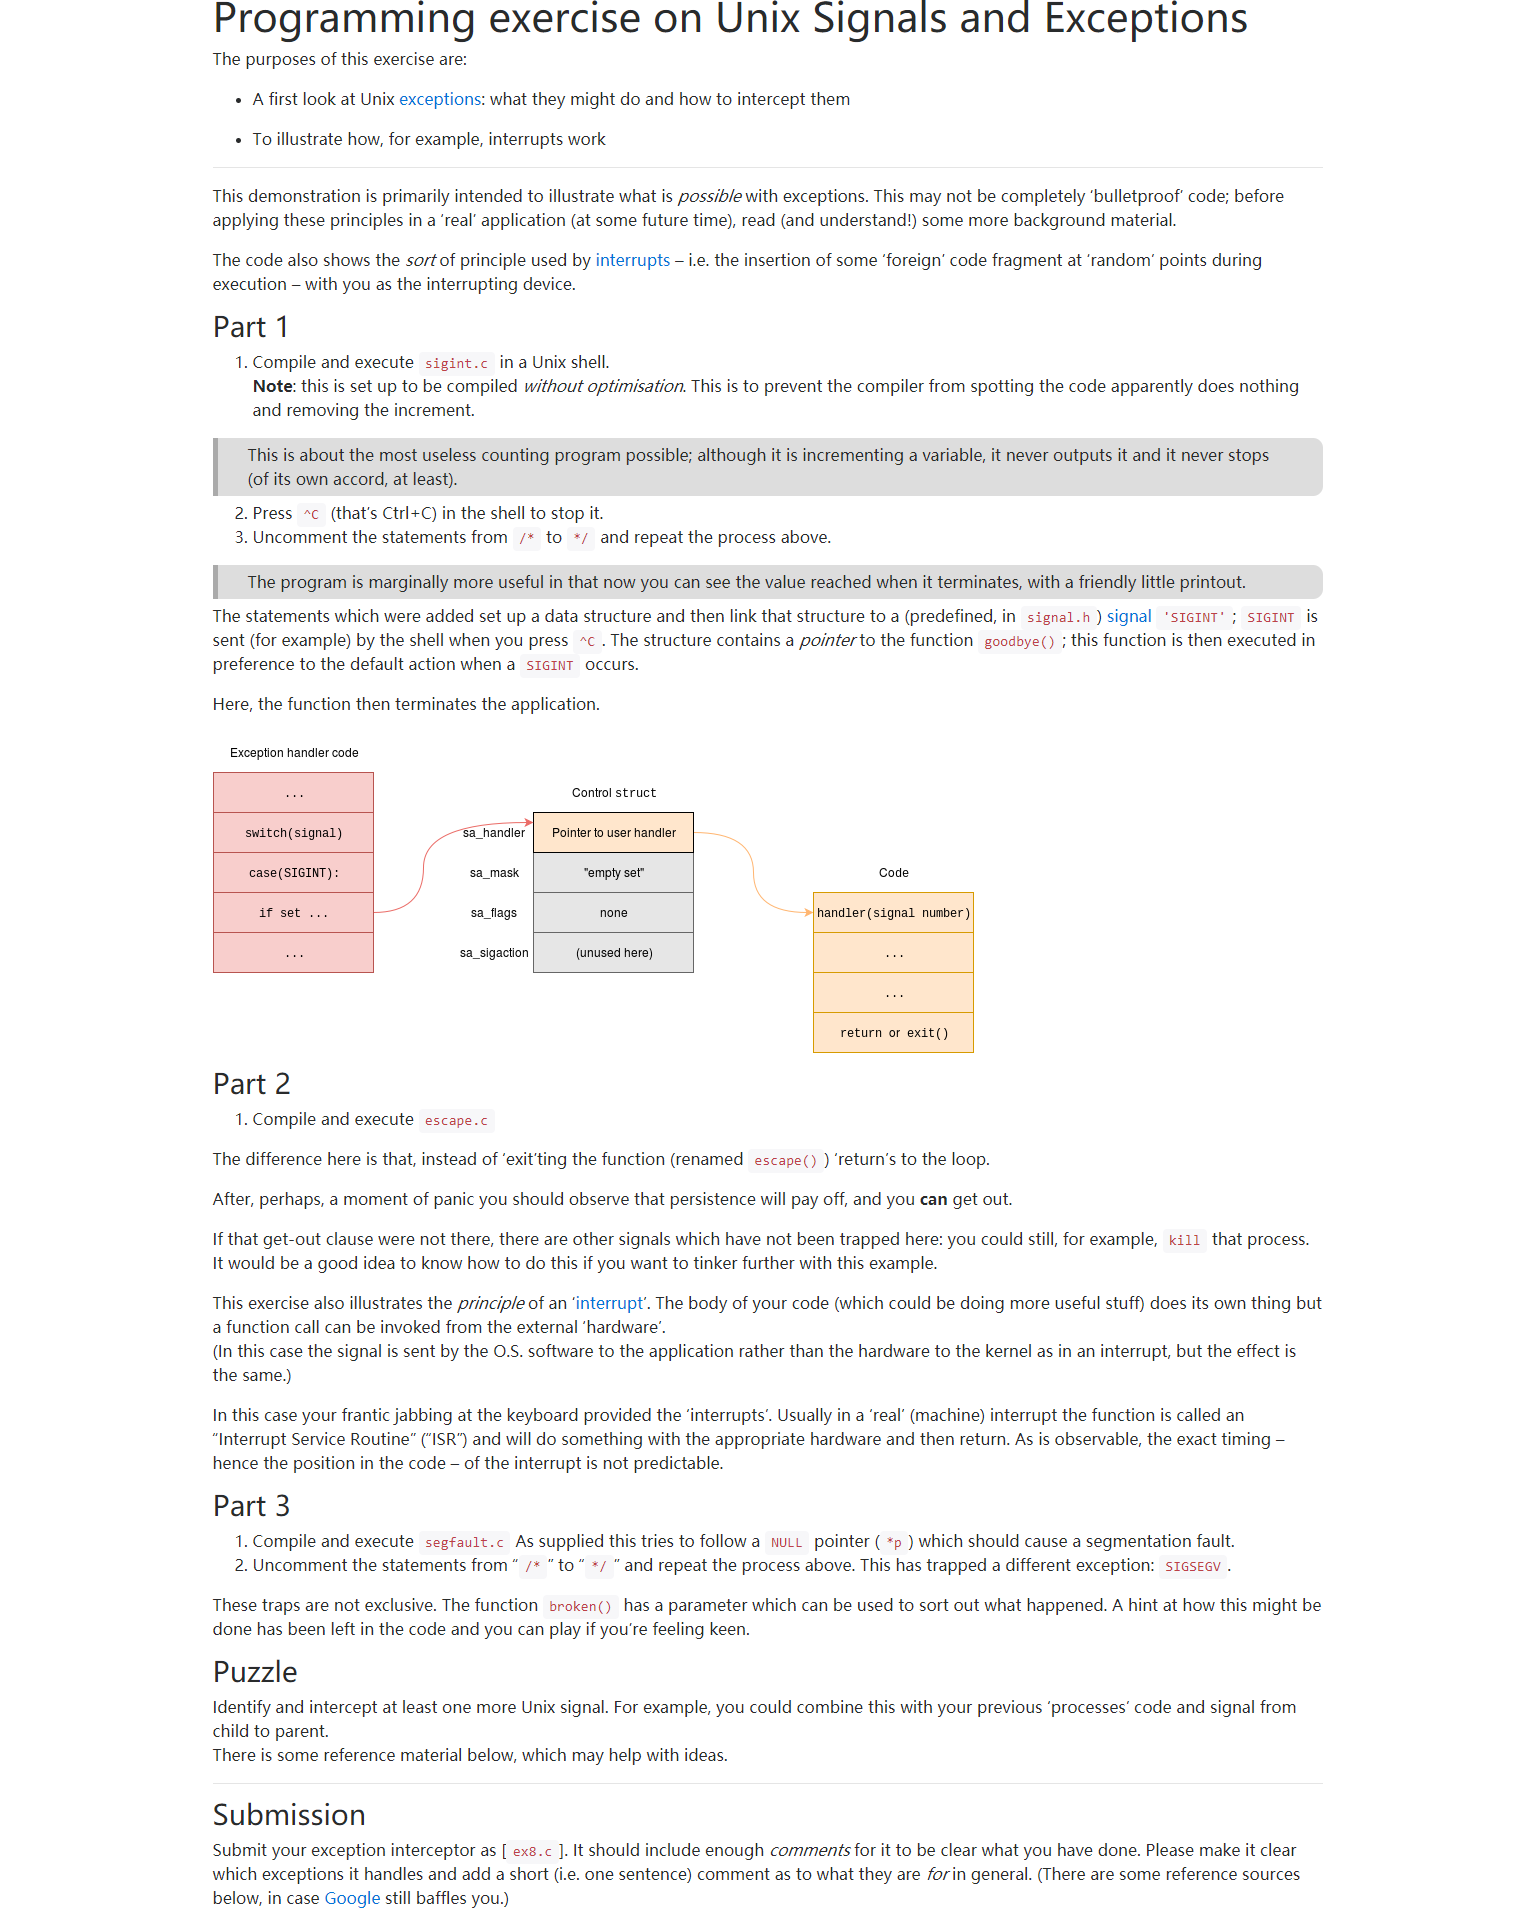 Programming exercise on Unix Signals and Exceptions
The purposes of this exercise are:
• A first look at Unix exceptions: what they might do and how to intercept them
• To illustrate how, for example, interrupts work
This demonstration is primarily intended to illustrate what is possible with exceptions. This may not be completely ‘bulletproof’ code; before
applying these principles in a ‘real’ application (at some future time), read (and understand!) some more background material.
The code also shows the sort of principle used by interrupts – i.e. the insertion of some ‘foreign’ code fragment at ‘random’ points during
execution – with you as the interrupting device.
Part 1
1. Compile and execute sigint.c in a Unix shell.
Note: this is set up to be compiled without optimisation. This is to prevent the compiler from spotting the code apparently does nothing
and removing the increment.
This is about the most useless counting program possible; although it is incrementing a variable, it never outputs it and it never stops
(of its own accord, at least).
2. Press ^C (that’s Ctrl+C) in the shell to stop it.
3. Uncomment the statements from /* to */ and repeat the process above.
The program is marginally more useful in that now you can see the value reached when it terminates, with a friendly little printout.
The statements which were added set up a data structure and then link that structure to a (predefined, in signal.h ) signal 'SIGINT' ; SIGINT is
sent (for example) by the shell when you press ^C . The structure contains a pointer to the function goodbye() ; this function is then executed in
preference to the default action when a SIGINT occurs.
Here, the function then terminates the application.
Exception handler code
...
switch(signal)
case(SIGINT):
if set ...
...
Control struct
sa_handler Pointer to user handler
sa_mask "empty set"
sa_flags none
sa_sigaction (unused here)
Code
handler(signal number)
...
...
return or exit()
Part 2
1. Compile and execute escape.c
The difference here is that, instead of ‘exit’ting the function (renamed escape() ) ‘return’s to the loop.
After, perhaps, a moment of panic you should observe that persistence will pay off, and you can get out.
If that get-out clause were not there, there are other signals which have not been trapped here: you could still, for example, kill that process.
It would be a good idea to know how to do this if you want to tinker further with this example.
This exercise also illustrates the principle of an ‘interrupt’. The body of your code (which could be doing more useful stuff) does its own thing but
a function call can be invoked from the external ‘hardware’.
(In this case the signal is sent by the O.S. software to the application rather than the hardware to the kernel as in an interrupt, but the effect is
the same.)
In this case your frantic jabbing at the keyboard provided the ‘interrupts’. Usually in a ‘real’ (machine) interrupt the function is called an
“Interrupt Service Routine” (“ISR”) and will do something with the appropriate hardware and then return. As is observable, the exact timing –
hence the position in the code – of the interrupt is not predictable.
Part 3
1. Compile and execute segfault.c As supplied this tries to follow a NULL pointer ( *p ) which should cause a segmentation fault.
2. Uncomment the statements from “ /* ” to “ */ ” and repeat the process above. This has trapped a different exception: SIGSEGV .
These traps are not exclusive. The function broken() has a parameter which can be used to sort out what happened. A hint at how this might be
done has been left in the code and you can play if you’re feeling keen.
Puzzle
Identify and intercept at least one more Unix signal. For example, you could combine this with your previous ‘processes’ code and signal from
child to parent.
There is some reference material below, which may help with ideas.
Submission
Submit your exception interceptor as [ ex8.c ]. It should include enough comments for it to be clear what you have done. Please make it clear
which exceptions it handles and add a short (i.e. one sentence) comment as to what they are for in general. (There are some reference sources
below, in case Google still baffles you.)